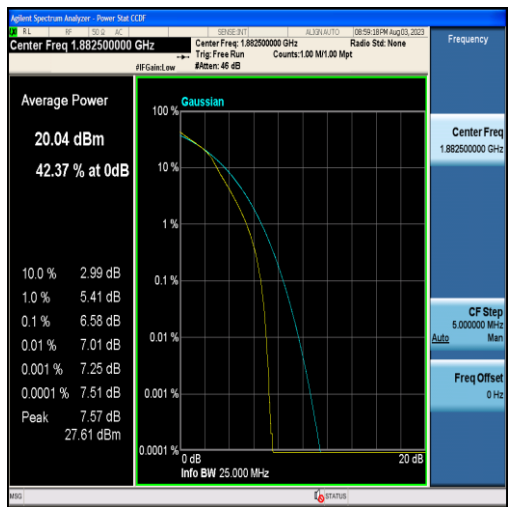 Agilent Spectrum Analyzer - Power Stat CCDF
RL RF 50 Ω AC SENSE:INT ALIGN AUTO 08:59:18 PM Aug 03, 2023
Center Freq 1.882500000 GHz
Center Freq: 1.882500000 GHz Radio Std: None
Trig: Free Run Counts:1.00 M/1.00 Mpt
#IFGain:Low #Atten: 46 dB
Frequency
Average Power
20.04 dBm
42.37 % at 0dB
10.0 % 2.99 dB
1.0 % 5.41 dB
0.1 % 6.58 dB
0.01 % 7.01 dB
0.001 % 7.25 dB
0.0001 % 7.51 dB
Peak 7.57 dB
27.61 dBm
Gaussian
100 %
10 %
1 %
0.1 %
0.01 %
0.001 %
0.0001 %
0 dB 20 dB
Info BW 25.000 MHz
Center Freq
1.882500000 GHz
CF Step
5.000000 MHz
Auto Man
Freq Offset
0 Hz
MSG STATUS